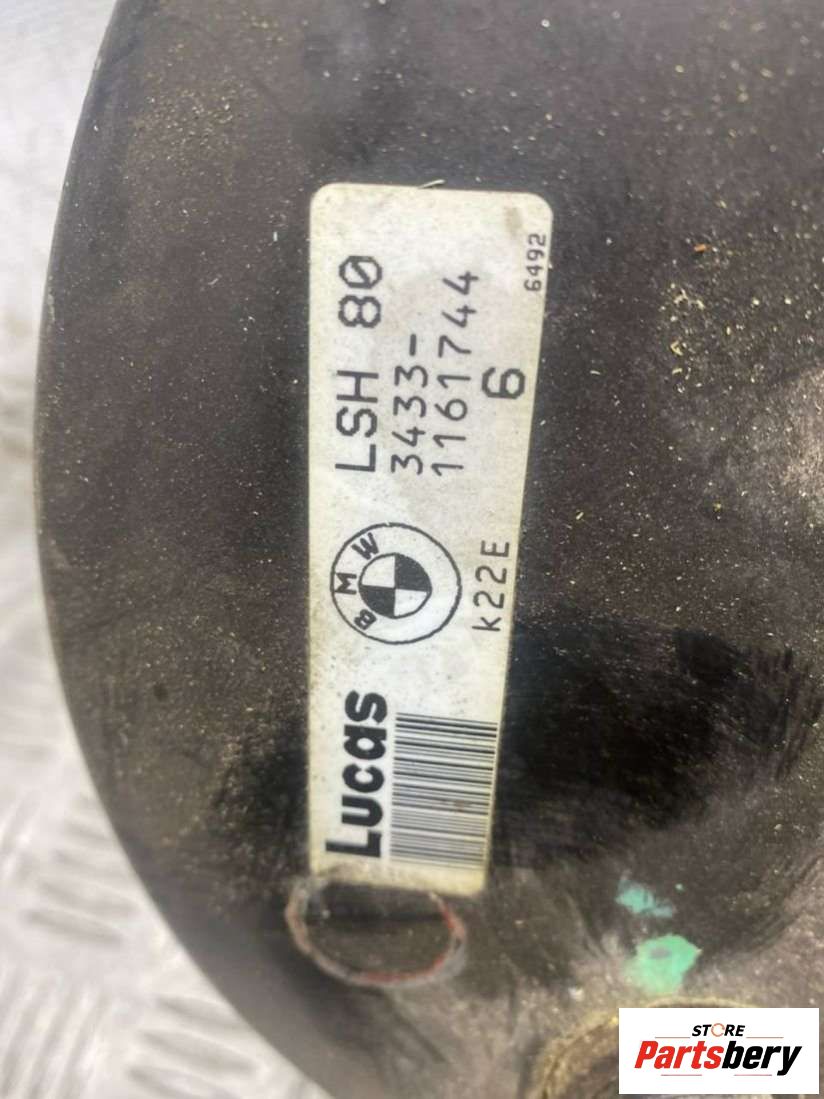 LSH 80
3433-
1161744
6
6492
BMW
k22E
Lucas
STORE
Partsbery